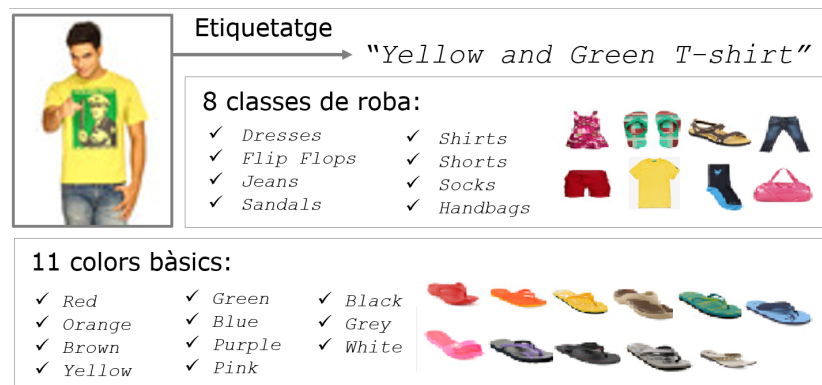 Etiquetatge
“Yellow and Green T-shirt”
8 classes de roba:
✓ Dresses
✓ Flip Flops
✓ Jeans
✓ Sandals
✓ Shirts
✓ Shorts
✓ Socks
✓ Handbags
11 colors bàsics:
✓ Red
✓ Orange
✓ Brown
✓ Yellow
✓ Green
✓ Blue
✓ Purple
✓ Pink
✓ Black
✓ Grey
✓ White